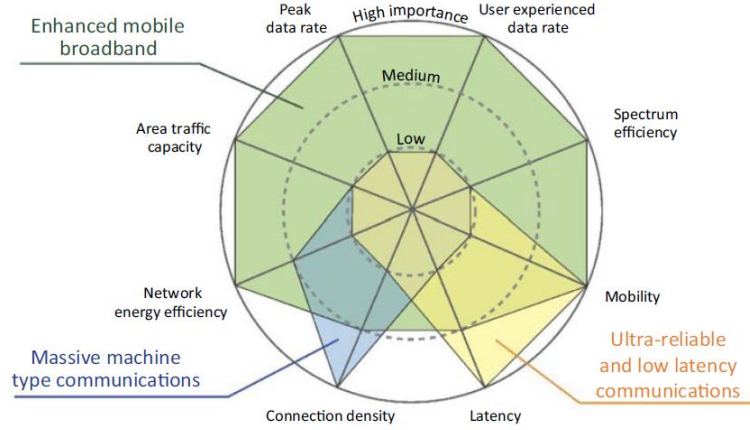 Peak
data rate
High importance
User experienced
data rate
Enhanced mobile
broadband
Medium
Area traffic
capacity
Low
Spectrum
efficiency
Network
energy efficiency
Mobility
Massive machine
type communications
Ultra-reliable
and low latency
communications
Connection density
Latency